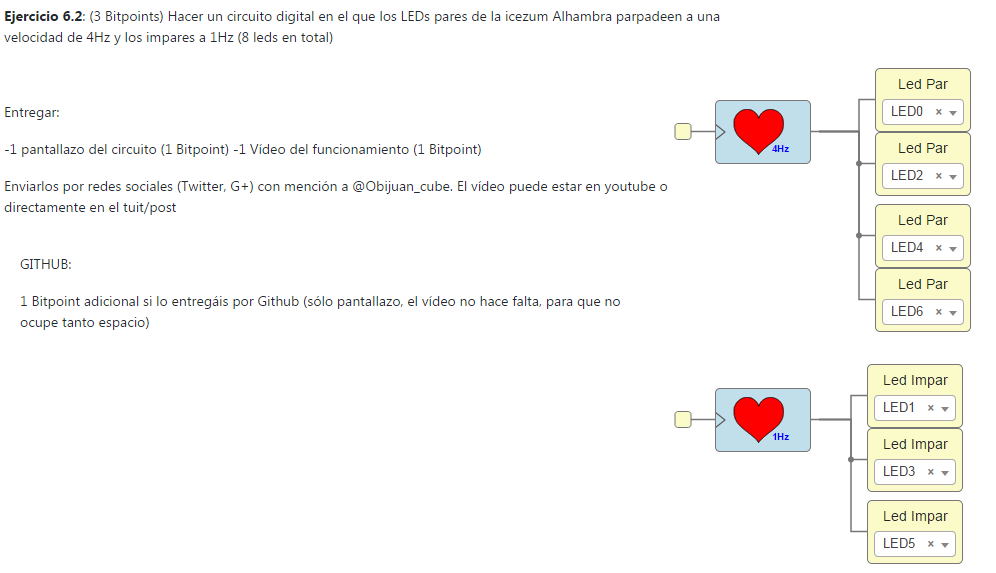 Ejercicio 6.2: (3 Bitpoints) Hacer un circuito digital en el que los LEDs pares de la icezum Alhambra parpadeen a una
velocidad de 4Hz y los impares a 1Hz (8 leds en total)
Entregar:
-1 pantallazo del circuito (1 Bitpoint) -1 Vídeo del funcionamiento (1 Bitpoint)
Enviarlos por redes sociales (Twitter, G+) con mención a @Obijuan_cube. El vídeo puede estar en youtube o
directamente en el tuit/post
GITHUB:
1 Bitpoint adicional si lo entregáis por Github (sólo pantallazo, el vídeo no hace falta, para que no
ocupe tanto espacio)
4Hz
Led Par
LED0
Led Par
LED2
Led Par
LED4
Led Par
LED6
1Hz
Led Impar
LED1
Led Impar
LED3
Led Impar
LED5